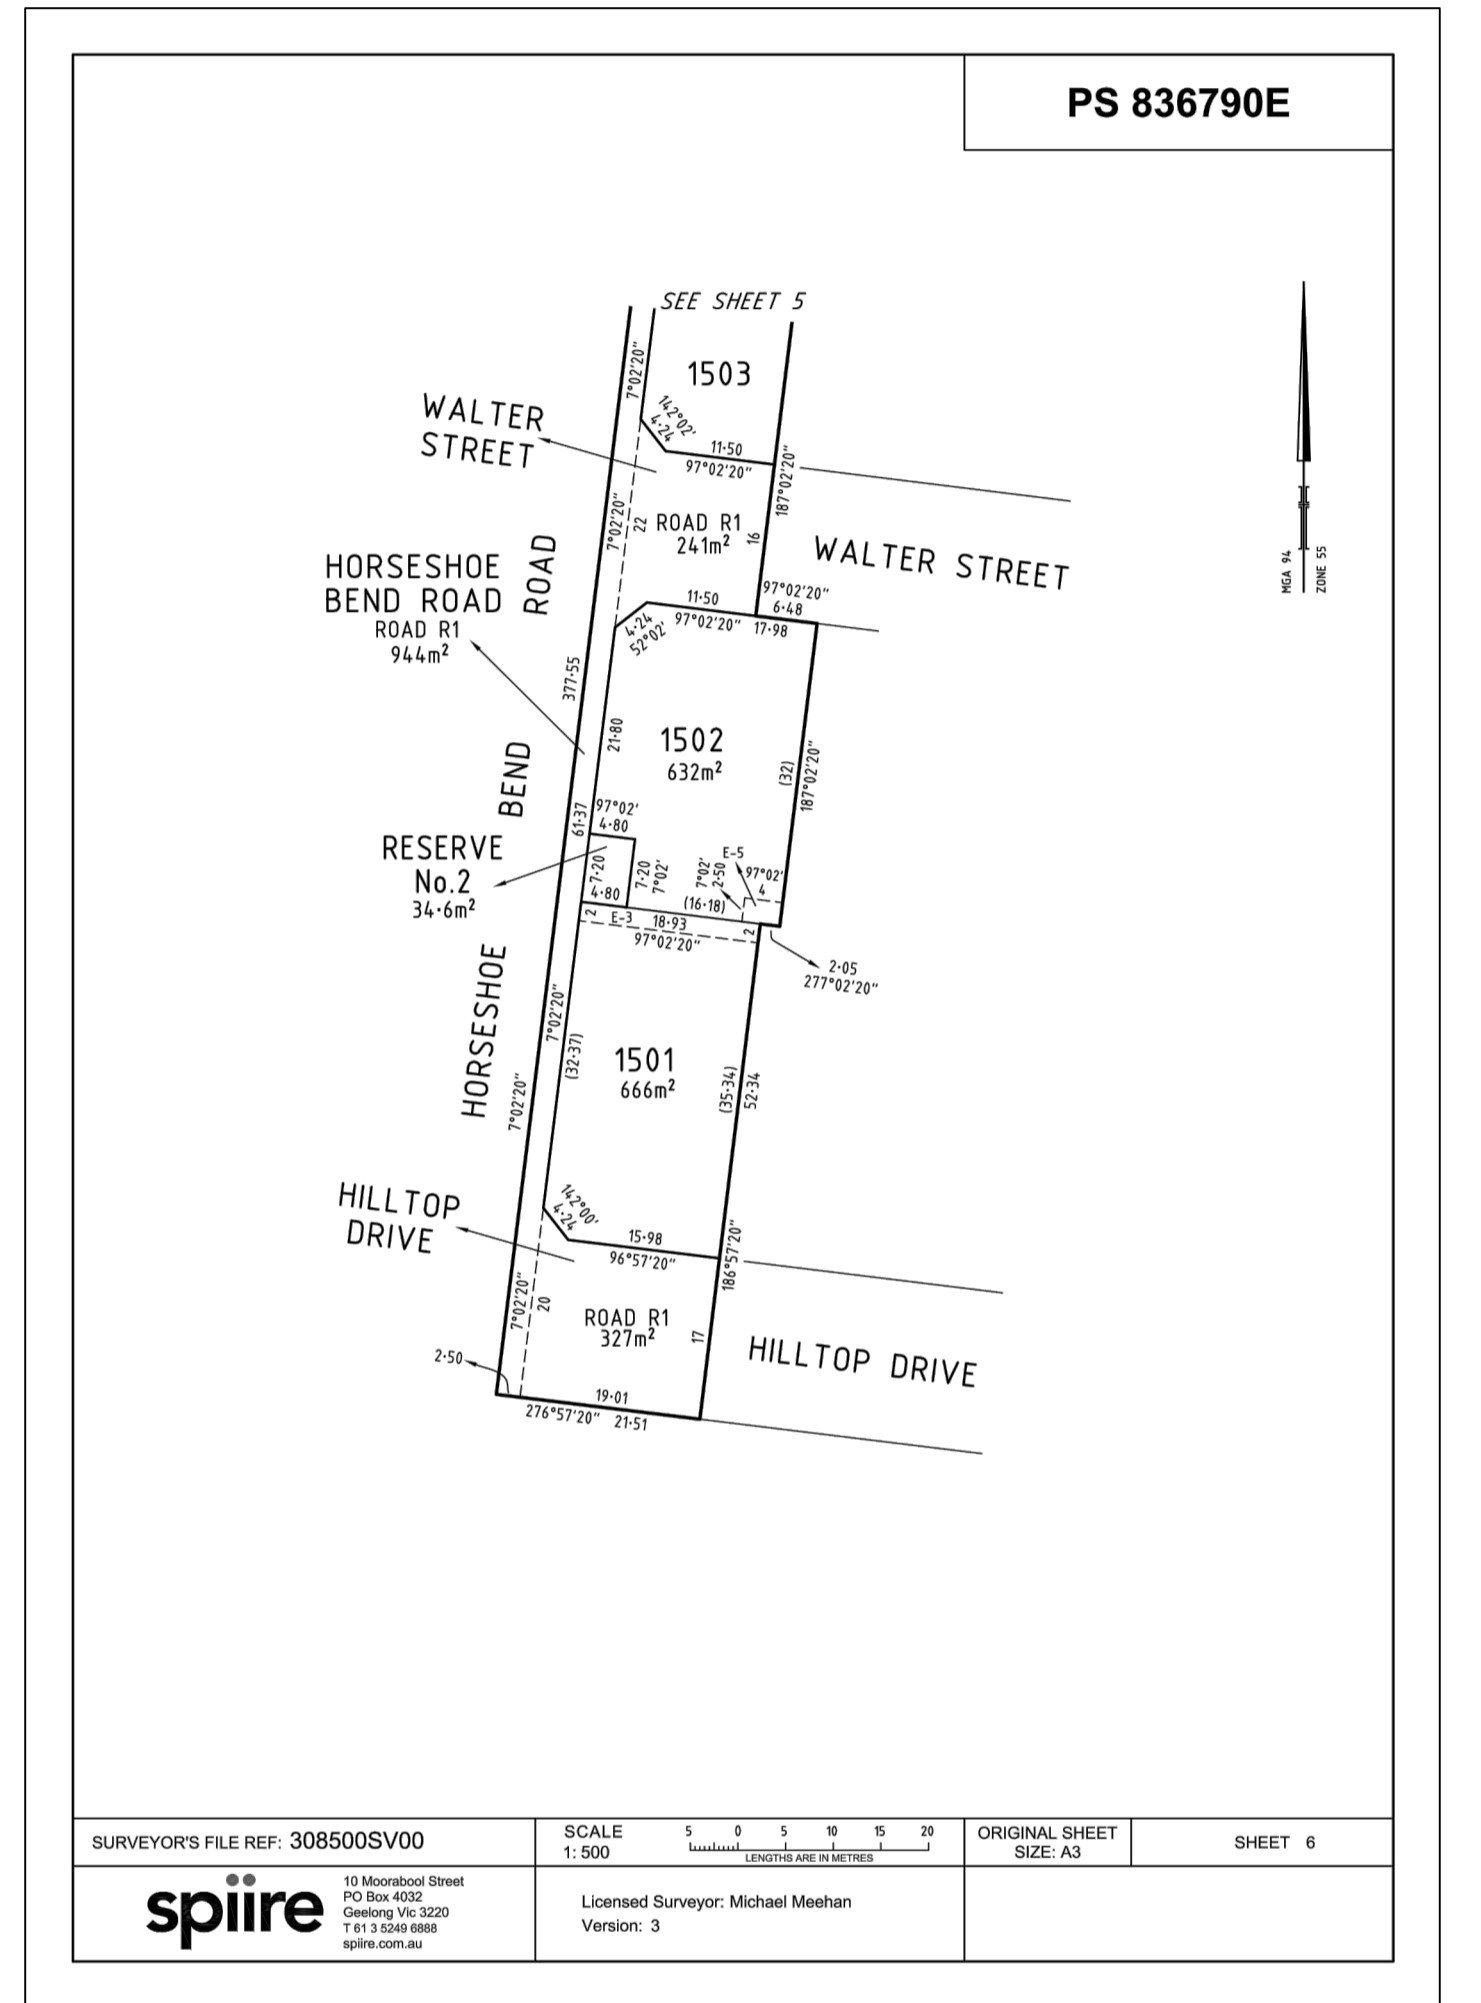 PS 836790E
SEE SHEET 5
1503
7°02'20"
142°02'
4·24
11·50
97°02'20"
187°02'20"
WALTER
STREET
7°02'20"
22
ROAD R1
241m²
16
WALTER STREET
HORSESHOE
BEND ROAD
ROAD R1
944m²
ROAD
BEND
HORSESHOE
11·50
97°02'20"
97°02'20"
6·48
17·98
4·24
52°02'
377·55
21·80
1502
632m²
(32)
187°02'20"
61·37
97°02'
4·80
RESERVE
No.2
34·6m²
7·20
4·80
7·20
7°02'
7°02'
2·50
E-5
97°02'
4
(16·18)
2
E-3
18·93
97°02'20"
2
2·05
277°02'20"
7°02'20"
(32·37)
7°02'20"
1501
666m²
(35·34)
52·34
HILLTOP
DRIVE
142°00'
4·24
15·98
96°57'20"
186°57'20"
7°02'20"
20
ROAD R1
327m²
17
HILLTOP DRIVE
2·50
19·01
276°57'20"
21·51
MGA 94
ZONE 55
SURVEYOR'S FILE REF: 308500SV00
SCALE
1: 500
5 0 5 10 15 20
LENGTHS ARE IN METRES
ORIGINAL SHEET
SIZE: A3
SHEET 6
spiire
10 Moorabool Street
PO Box 4032
Geelong Vic 3220
T 61 3 5249 6888
spiire.com.au
Licensed Surveyor: Michael Meehan
Version: 3